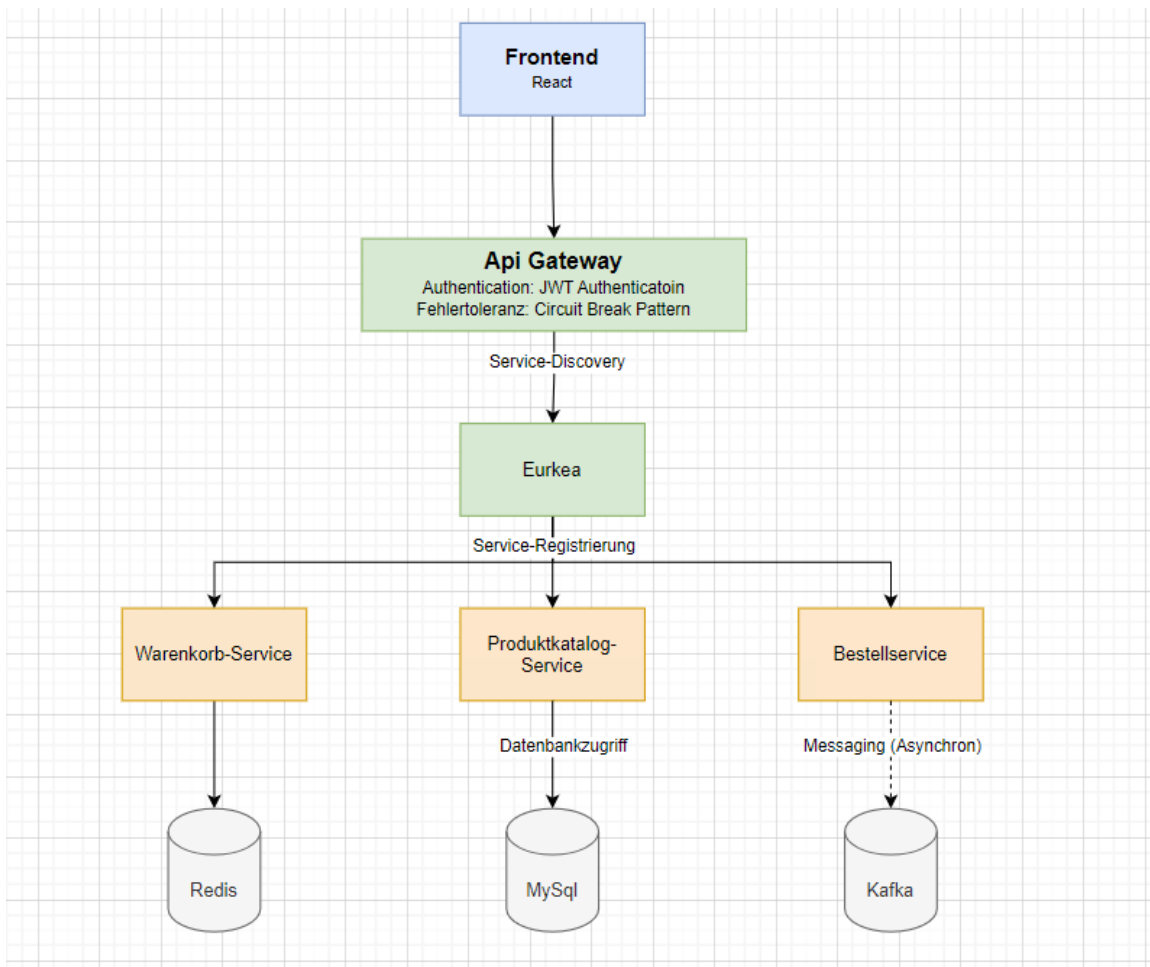 Frontend
React
Api Gateway
Authentication: JWT Authenticatoin
Fehlertoleranz: Circuit Break Pattern
Service-Discovery
Eurkea
Service-Registrierung
Warenkorb-Service
Produktkatalog-
Service
Bestellservice
Datenbankzugriff
Messaging (Asynchron)
Redis
MySql
Kafka